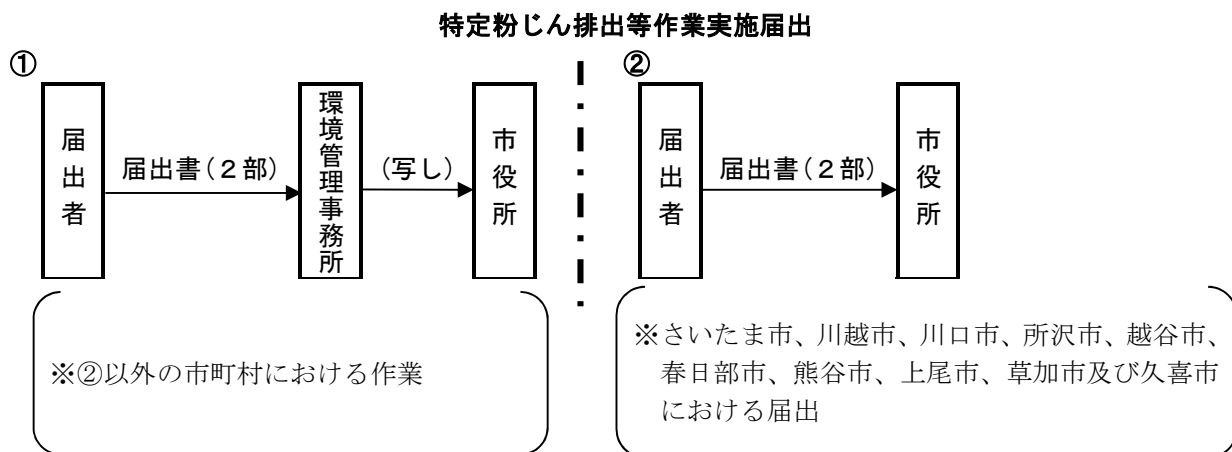 特定粉じん排出等作業実施届出
①
届出者
届出書(２部)
環境管理事務所
(写し)
市役所
※②以外の市町村における作業
②
届出者
届出書(２部)
市役所
※さいたま市、川越市、川口市、所沢市、越谷市、
春日部市、熊谷市、上尾市、草加市及び久喜市
における届出